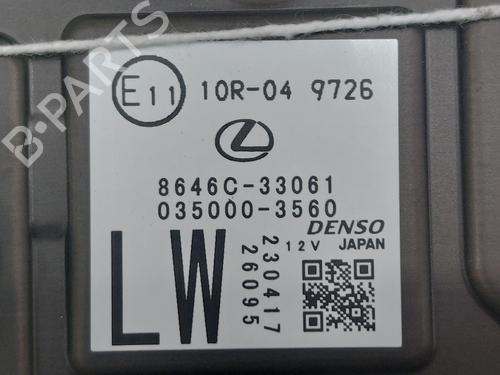 E11 10R-04 9726
8646C-33061
035000-3560
DENSO
12V JAPAN
LW
230417
26095
B-PARTS